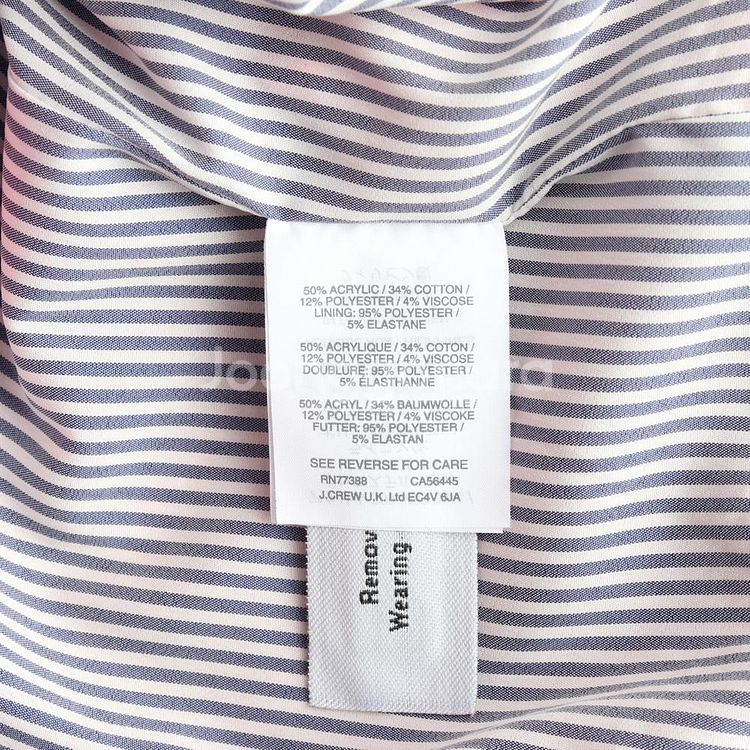 50% ACRYLIC / 34% COTTON /
12% POLYESTER / 4% VISCOSE
LINING: 95% POLYESTER /
5% ELASTANE
50% ACRYLIQUE / 34% COTON /
12% POLYESTER / 4% VISCOSE
DOUBLURE: 95% POLYESTER /
5% ÉLASTHANNE
50% ACRYL / 34% BAUMWOLLE /
12% POLYESTER / 4% VISCOKE
FUTTER: 95% POLYESTER /
5% ELASTAN
SEE REVERSE FOR CARE
RN77388 CA56445
J.CREW U.K. Ltd EC4V 6JA
Remov
Wearing